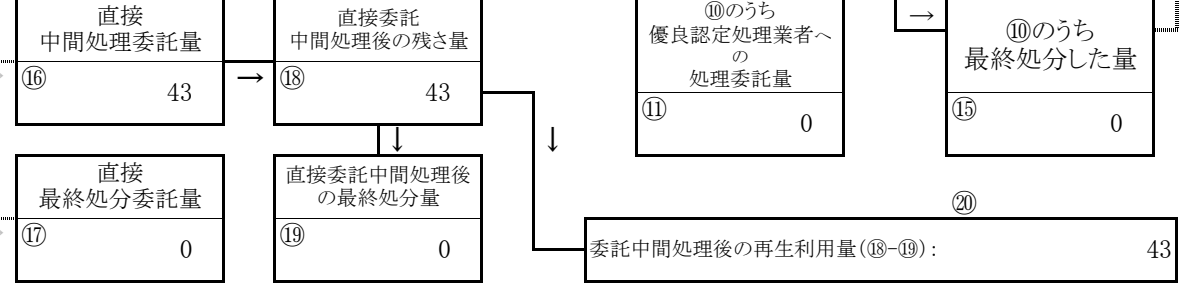 直接
中間処理委託量
⑯
43
→
直接委託
中間処理後の残さ量
⑱
43
⑩のうち
優良認定処理業者へ
の
処理委託量
⑪
0
→
⑩のうち
最終処分した量
⑮
0
↓
↓
直接
最終処分委託量
⑰
0
直接委託中間処理後
の最終処分量
⑲
0
⑳
委託中間処理後の再生利用量(⑱-⑲):
43